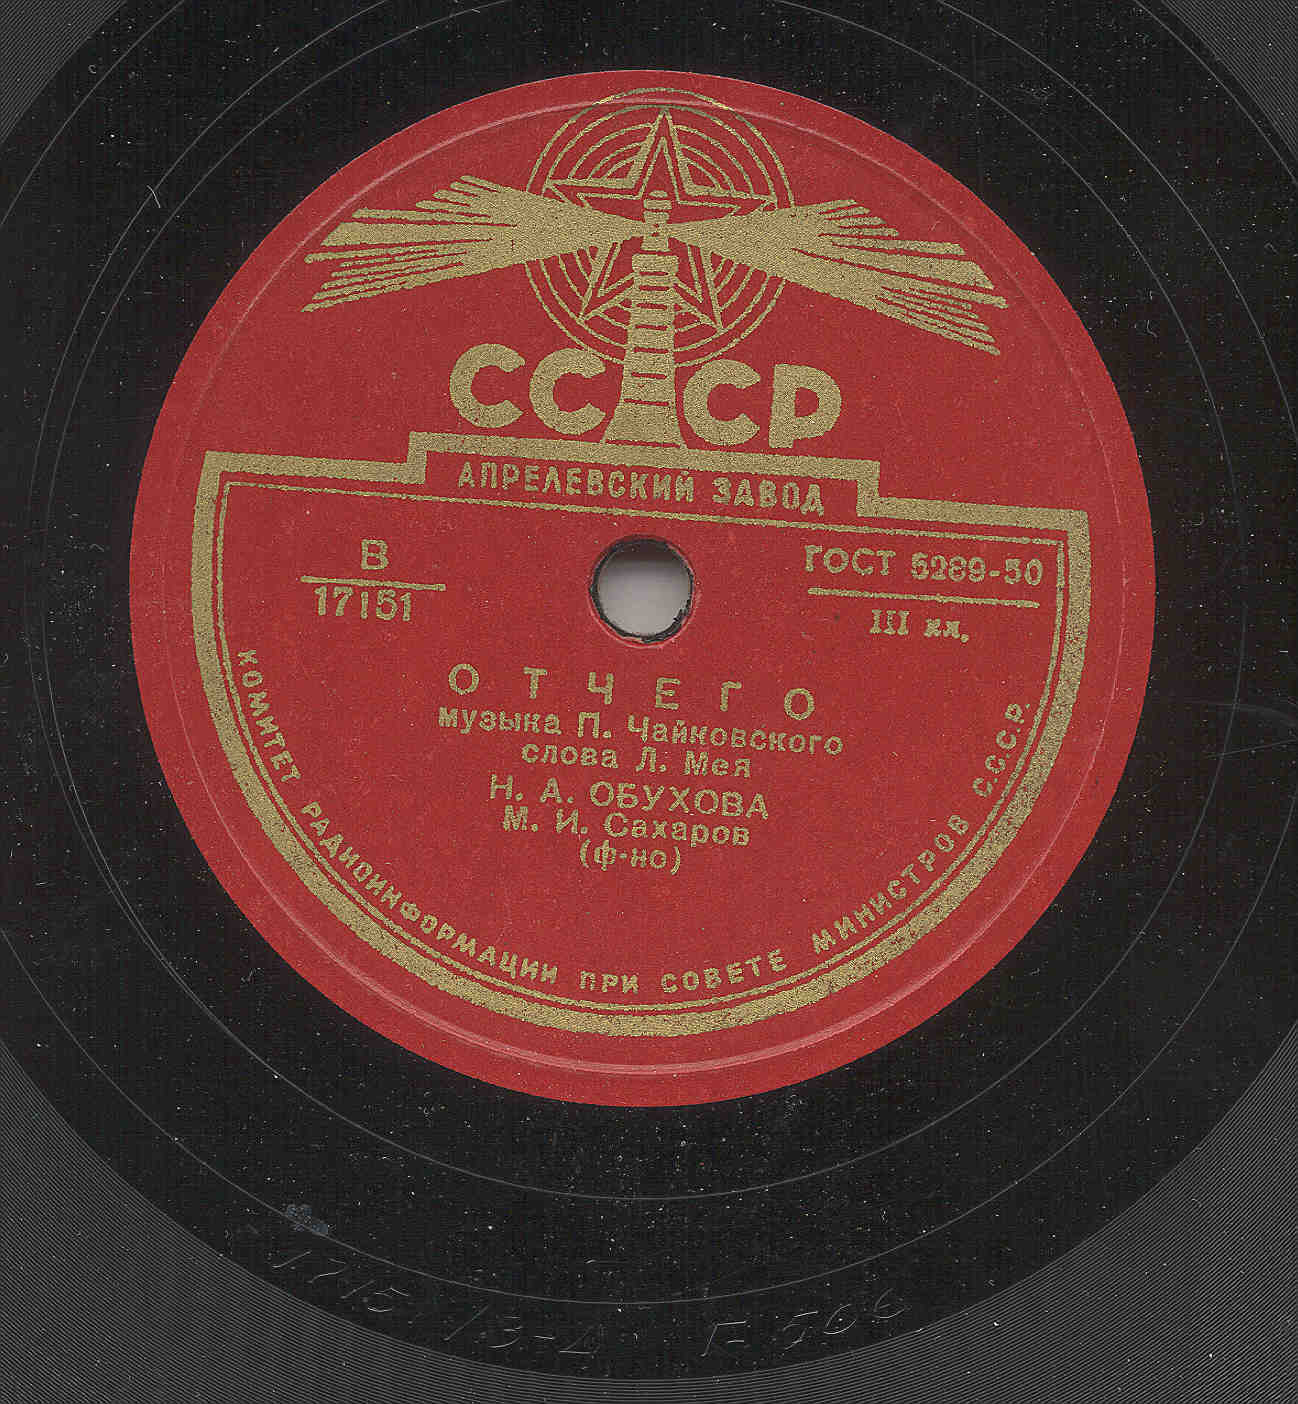 СССР
АПРЕЛЕВСКИЙ ЗАВОД
В
17151
ГОСТ 5289-50
III кл.
ОТЧЕГО
музыка П. Чайковского
слова Л. Мея
Н. А. ОБУХОВА
М. И. Сахаров
(ф-но)
КОМИТЕТ РАДИОИНФОРМАЦИИ ПРИ СОВЕТЕ МИНИСТРОВ С.С.С.Р.